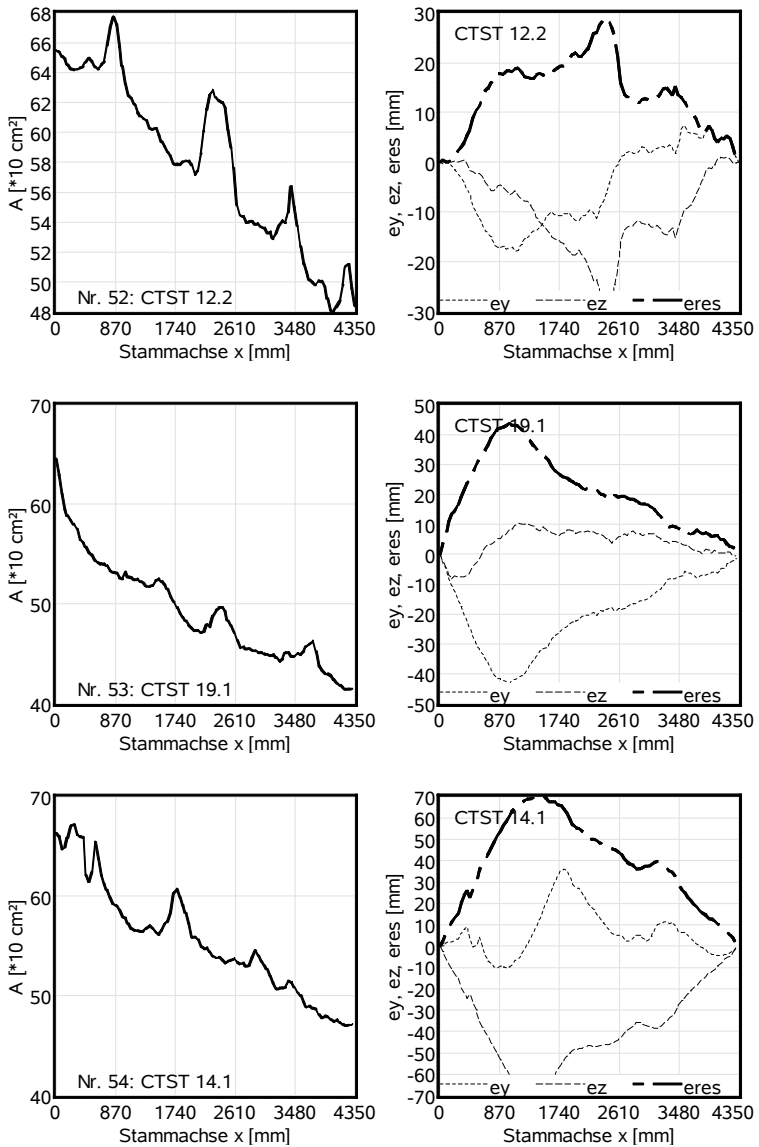 68
66
64
62
60
58
56
54
52
50
48
A [*10 cm²]
Nr. 52: CTST 12.2
0 870 1740 2610 3480 4350
Stammachse x [mm]
30
20
10
0
-10
-20
-30
ey, ez, eres [mm]
CTST 12.2
ey ez eres
0 870 1740 2610 3480 4350
Stammachse x [mm]
70
60
50
40
A [*10 cm²]
Nr. 53: CTST 19.1
0 870 1740 2610 3480 4350
Stammachse x [mm]
50
40
30
20
10
0
-10
-20
-30
-40
-50
ey, ez, eres [mm]
CTST 19.1
ey ez eres
0 870 1740 2610 3480 4350
Stammachse x [mm]
70
60
50
40
A [*10 cm²]
Nr. 54: CTST 14.1
0 870 1740 2610 3480 4350
Stammachse x [mm]
70
60
50
40
30
20
10
0
-10
-20
-30
-40
-50
-60
-70
ey, ez, eres [mm]
CTST 14.1
ey ez eres
0 870 1740 2610 3480 4350
Stammachse x [mm]